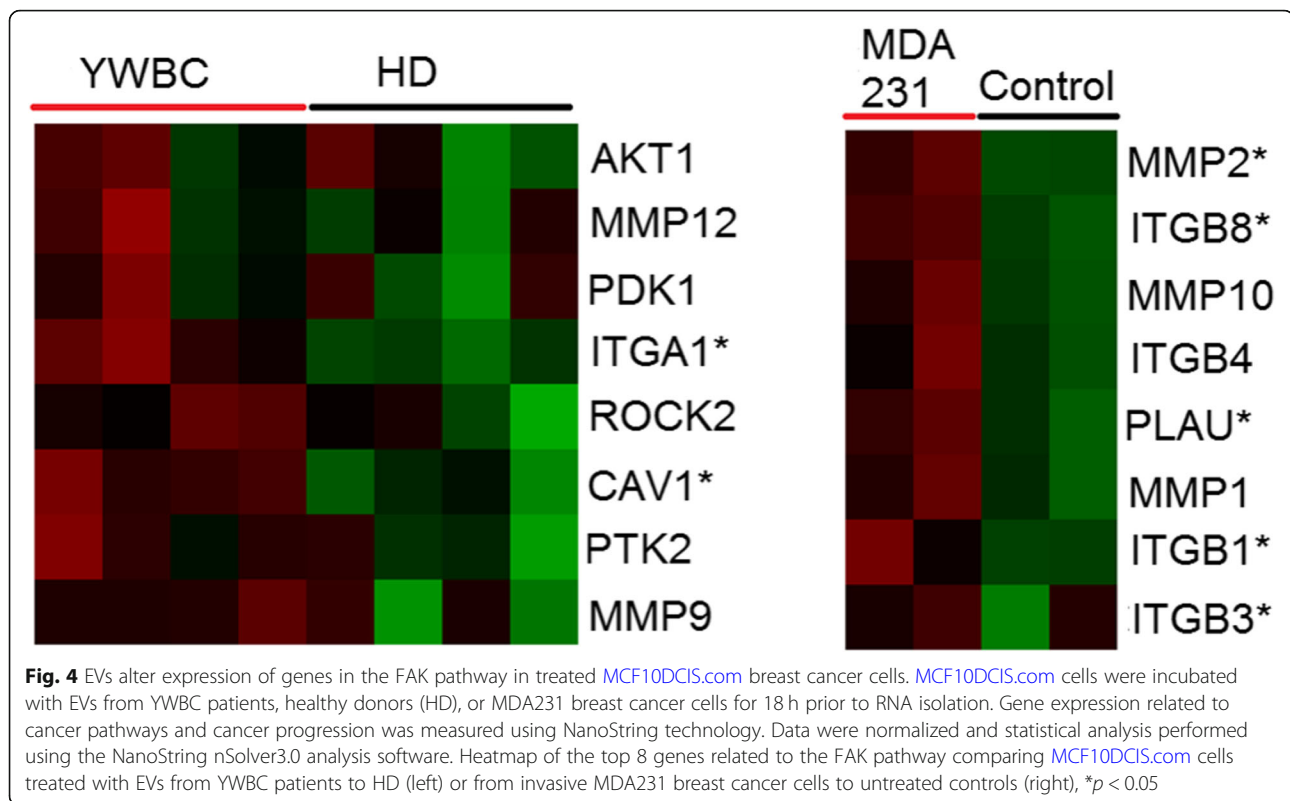 YWBC
HD
AKT1
MMP12
PDK1
ITGA1*
ROCK2
CAV1*
PTK2
MMP9
MDA
231
Control
MMP2*
ITGB8*
MMP10
ITGB4
PLAU*
MMP1
ITGB1*
ITGB3*
Fig. 4 EVs alter expression of genes in the FAK pathway in treated MCF10DCIS.com breast cancer cells. MCF10DCIS.com cells were incubated
with EVs from YWBC patients, healthy donors (HD), or MDA231 breast cancer cells for 18 h prior to RNA isolation. Gene expression related to
cancer pathways and cancer progression was measured using NanoString technology. Data were normalized and statistical analysis performed
using the NanoString nSolver3.0 analysis software. Heatmap of the top 8 genes related to the FAK pathway comparing MCF10DCIS.com cells
treated with EVs from YWBC patients to HD (left) or from invasive MDA231 breast cancer cells to untreated controls (right), *p < 0.05